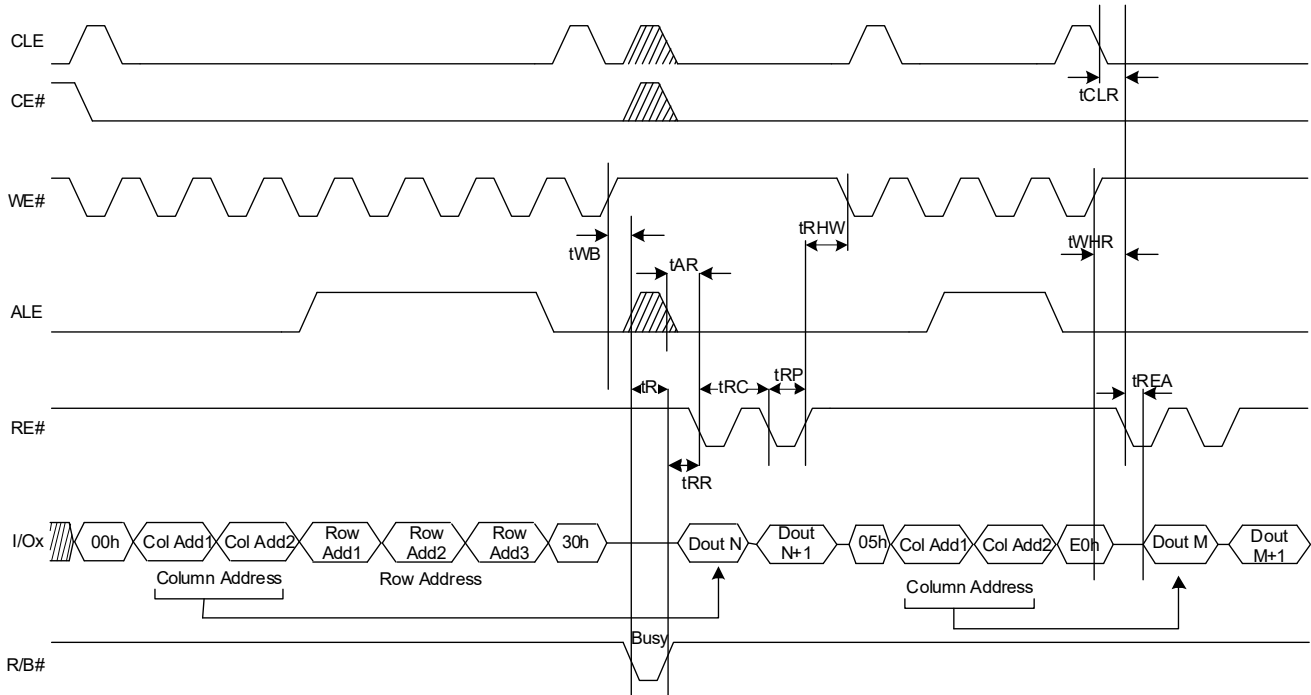 CLE
tCLR
CE#
WE#
tRHW
tWB
tWHR
tAR
ALE
tR
tRC
tRP
tREA
RE#
tRR
I/Ox
00h
Col Add1
Col Add2
Row
Add1
Row
Add2
Row
Add3
30h
Dout N
Dout
N+1
05h
Col Add1
Col Add2
E0h
Dout M
Dout
M+1
Column Address
Row Address
Column Address
Busy
R/B#